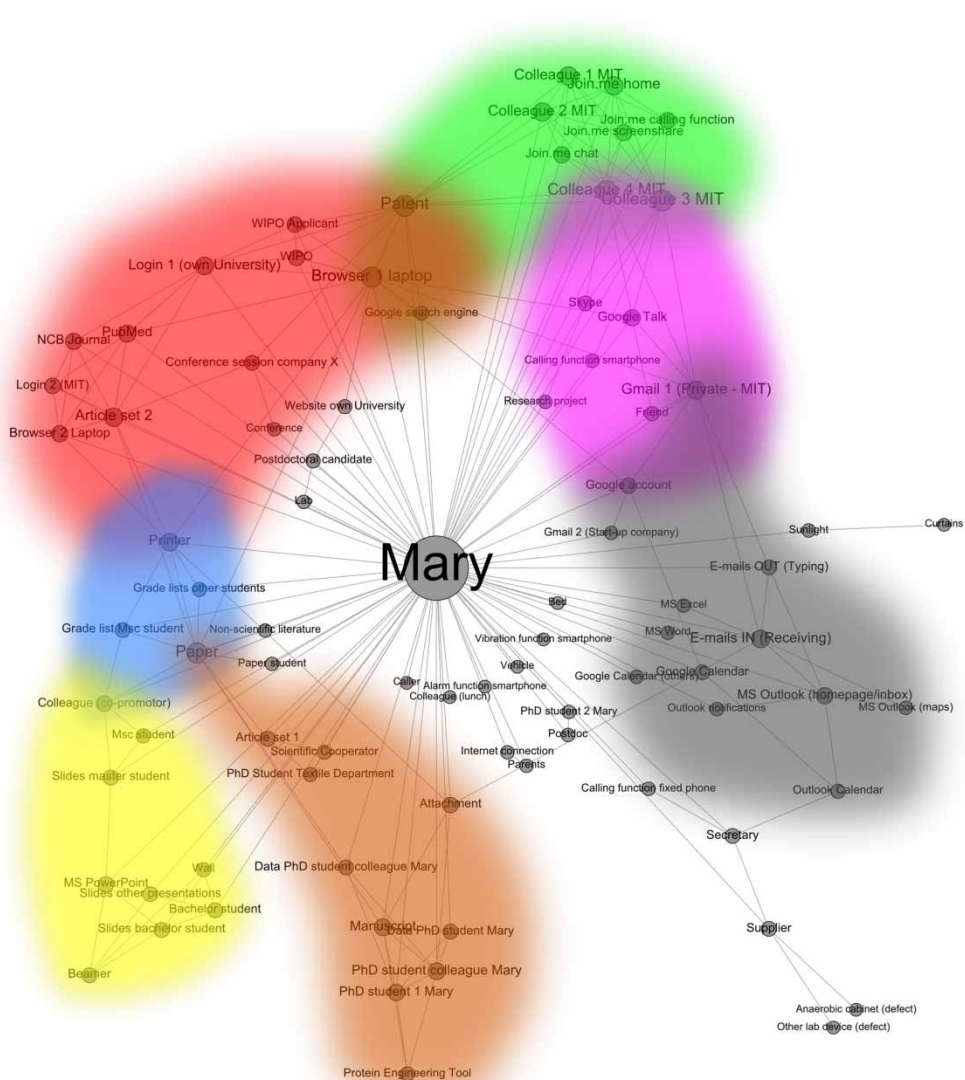 Colleague 1 MIT
Join.me home
Colleague 2 MIT
Join.me calling function
Join.me screenshare
Join.me chat
Colleague 4 MIT
Colleague 3 MIT
Patent
WIPO Applicant
WIPO
Login 1 (own University)
Browser 1 laptop
Google search engine
Skype
Google Talk
NCB Journal
PubMed
Conference session company X
Calling function smartphone
Login 2 (MIT)
Gmail 1 (Private - MIT)
Website own University
Research project
Friend
Article set 2
Browser 2 Laptop
Conference
Postdoctoral candidate
Google account
Lab
Gmail 2 (Start-up company)
Sunlight
Curtains
Printer
Mary
E-mails OUT (Typing)
Grade lists other students
Bed
MS Excel
Grade list Msc student
Non-scientific literature
Vibration function smartphone
MS Word
E-mails IN (Receiving)
Paper
Paper student
Vehicle
Google Calendar (others)
Google Calendar
Caller
Alarm function smartphone
Colleague (lunch)
MS Outlook (homepage/inbox)
Colleague (co-promotor)
PhD student 2 Mary
Outlook notifications
MS Outlook (maps)
Msc student
Article set 1
Postdoc
Scientific Cooperator
Internet connection
Parents
Slides master student
PhD Student Textile Department
Calling function fixed phone
Outlook Calendar
Attachment
Secretary
Wall
Data PhD student colleague Mary
MS PowerPoint
Slides other presentations
Bachelor student
Slides bachelor student
Manuscript
Data PhD student Mary
Supplier
Beamer
PhD student colleague Mary
PhD student 1 Mary
Anaerobic cabinet (defect)
Other lab device (defect)
Protein Engineering Tool